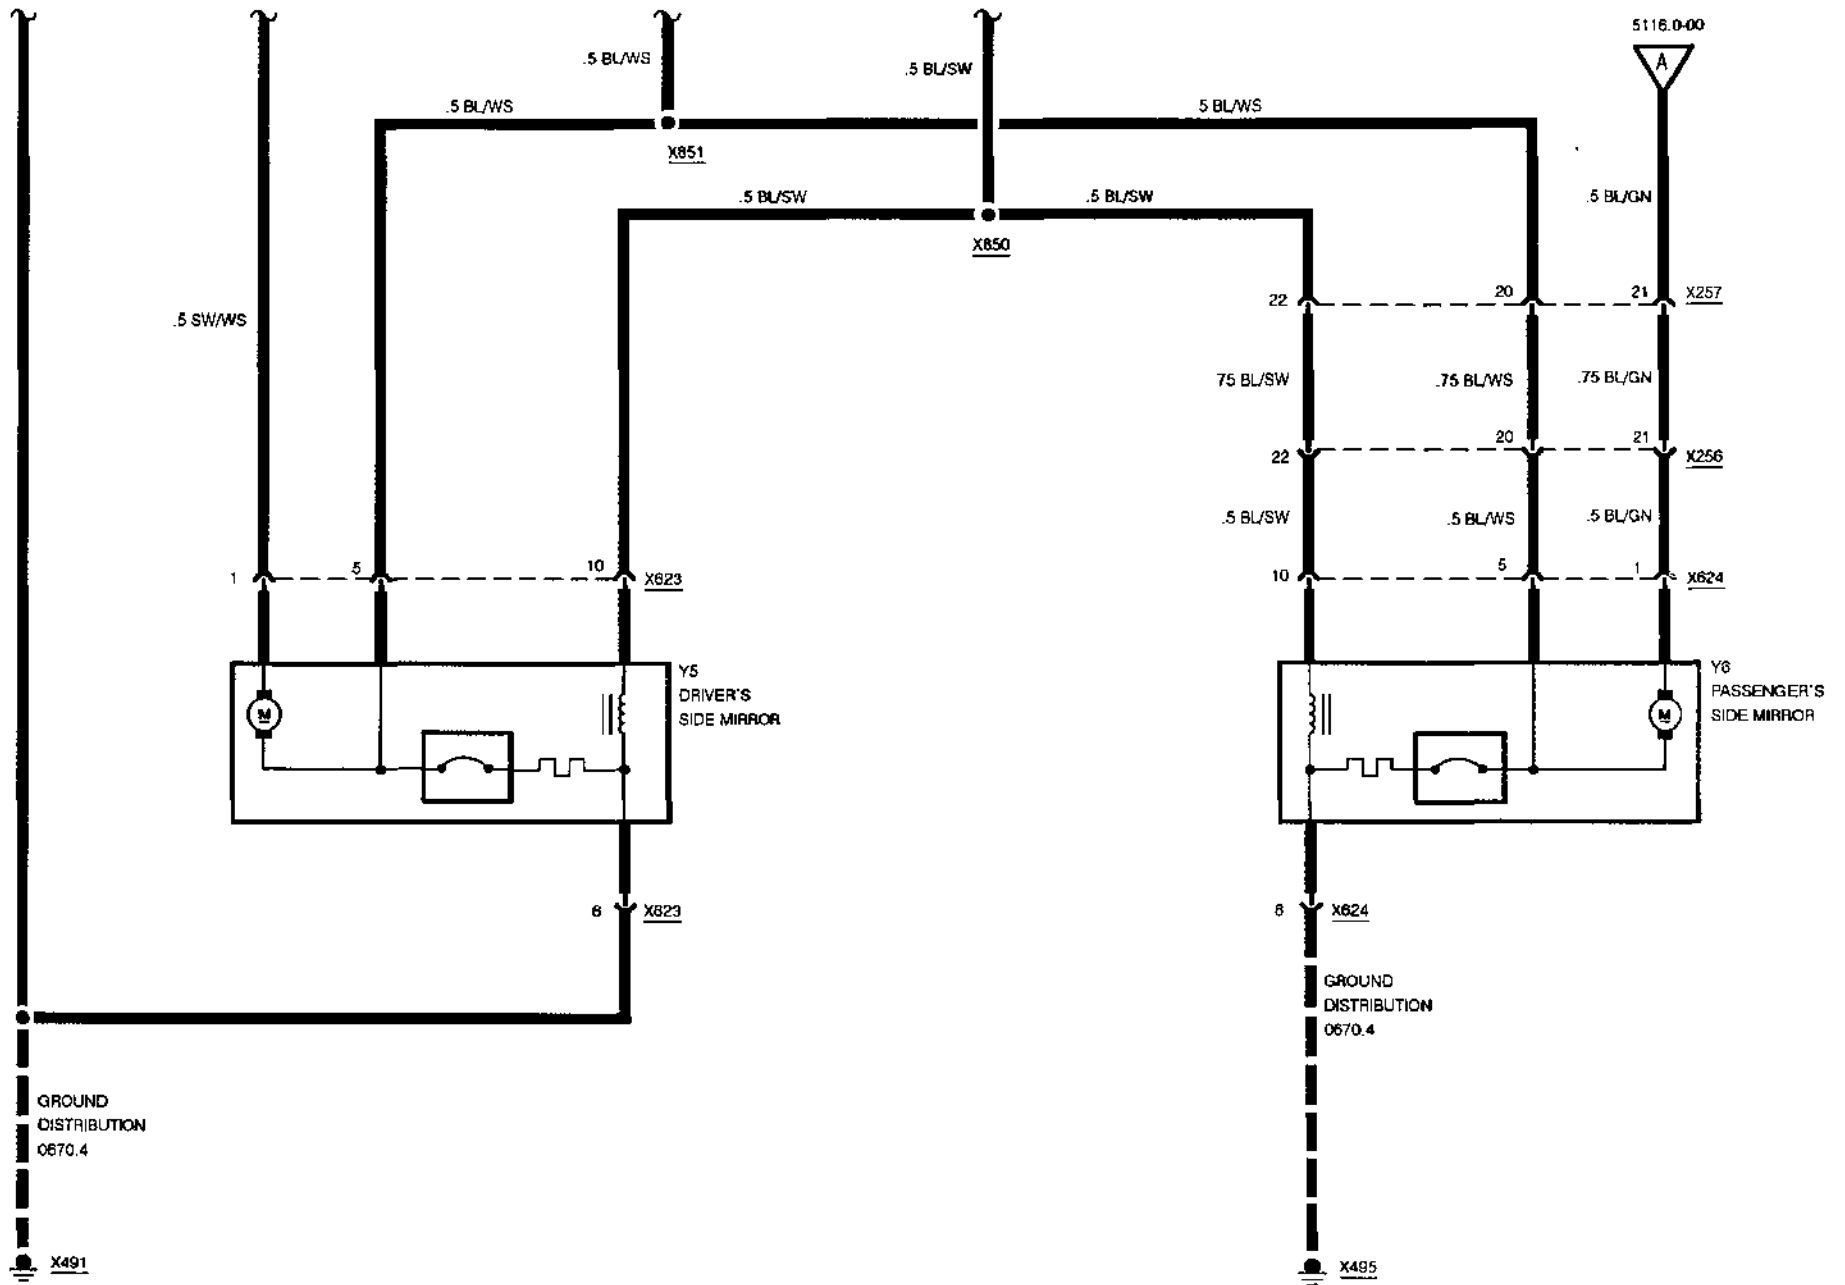 5116.0-00
A
.5 BL/WS
.5 BL/SW
.5 BL/WS
5 BL/WS
X851
.5 BL/SW
.5 BL/SW
.5 BL/GN
X850
22
20
21
X257
.5 SW/WS
75 BL/SW
.75 BL/WS
.75 BL/GN
22
20
21
X256
.5 BL/SW
.5 BL/WS
.5 BL/GN
1
5
10
X623
10
5
1
X624
Y5
DRIVER'S
SIDE MIRROR
M
Y6
PASSENGER'S
SIDE MIRROR
M
6
X623
6
X624
GROUND
DISTRIBUTION
0670.4
GROUND
DISTRIBUTION
0670.4
X491
X495